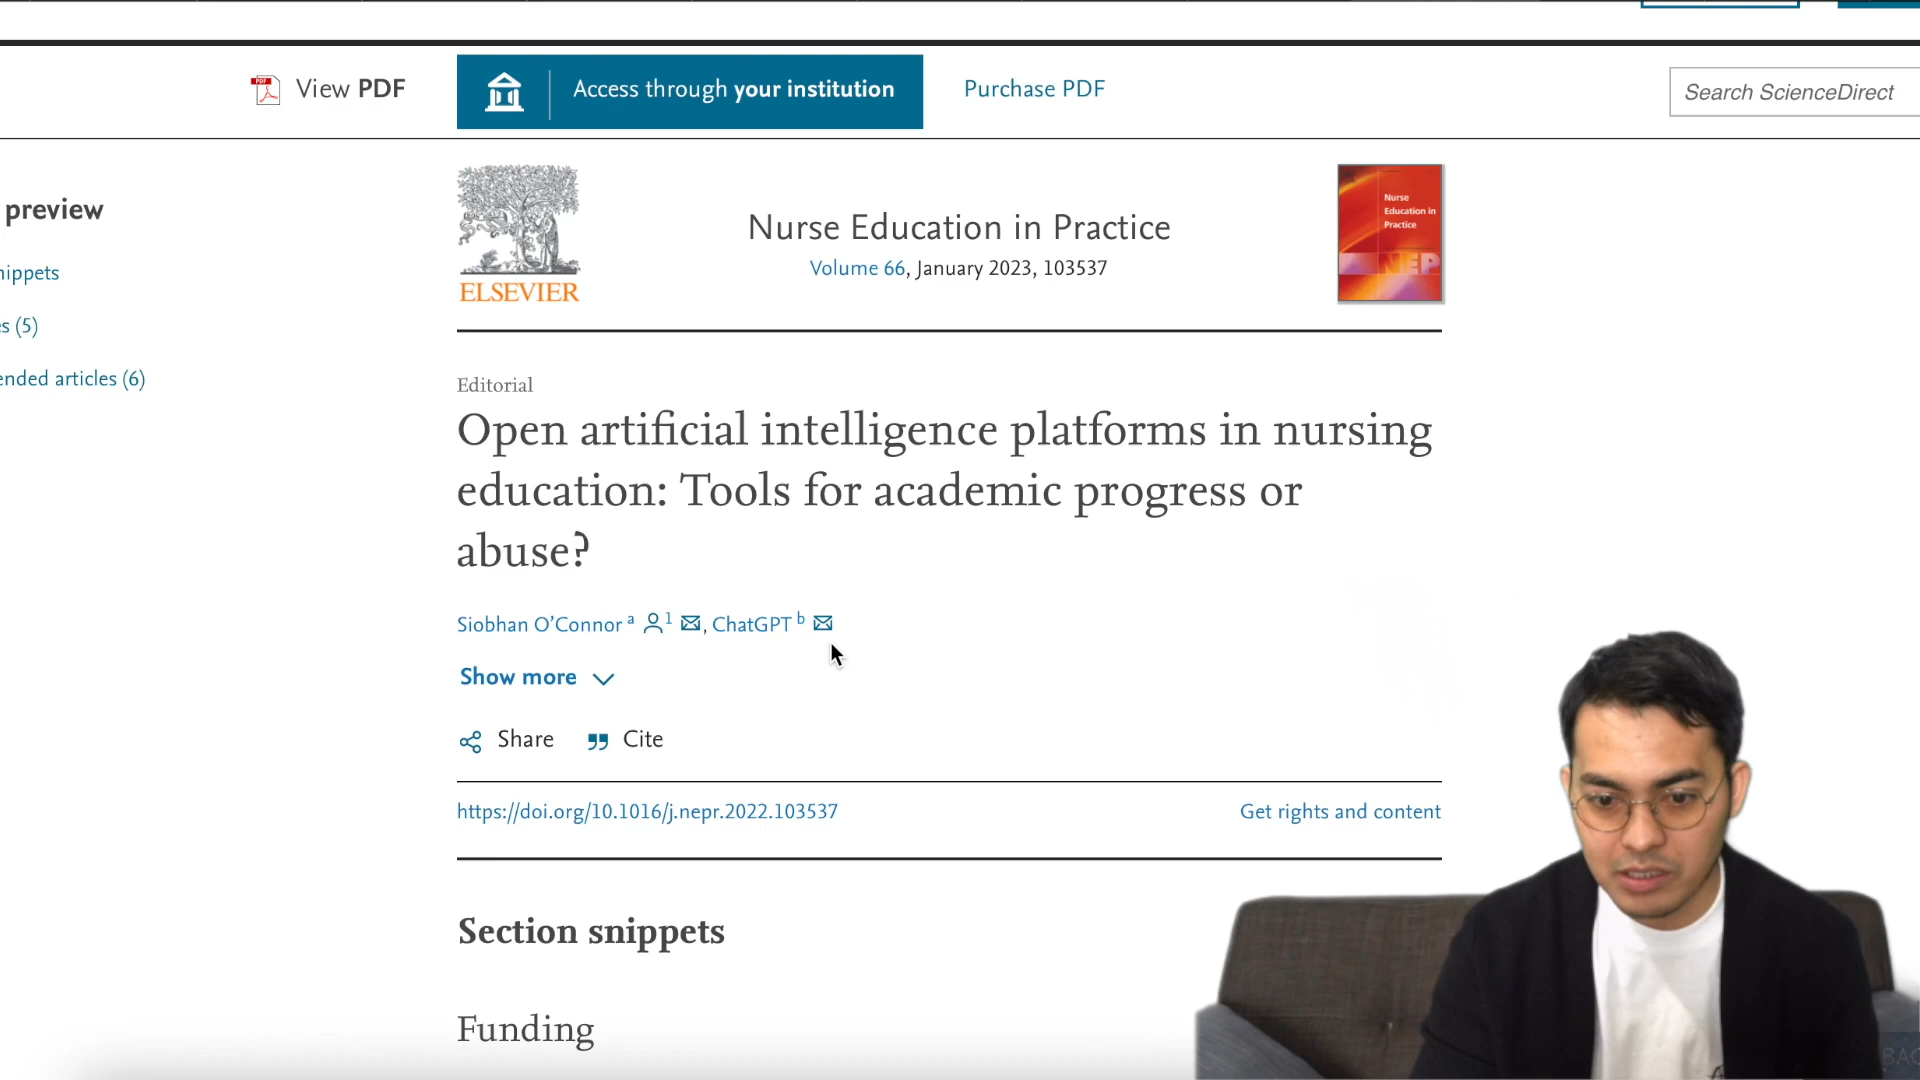 View PDF
Access through your institution
Purchase PDF
Search ScienceDirect
preview
nippets
s (5)
ended articles (6)
ELSEVIER
Nurse Education in Practice
Volume 66, January 2023, 103537
Nurse
Education in
Practice
NEP
Editorial
Open artificial intelligence platforms in nursing
education: Tools for academic progress or
abuse?
Siobhan O’Connor a 1, ChatGPT b
Show more
Share
Cite
https://doi.org/10.1016/j.nepr.2022.103537
Get rights and content
Section snippets
Funding